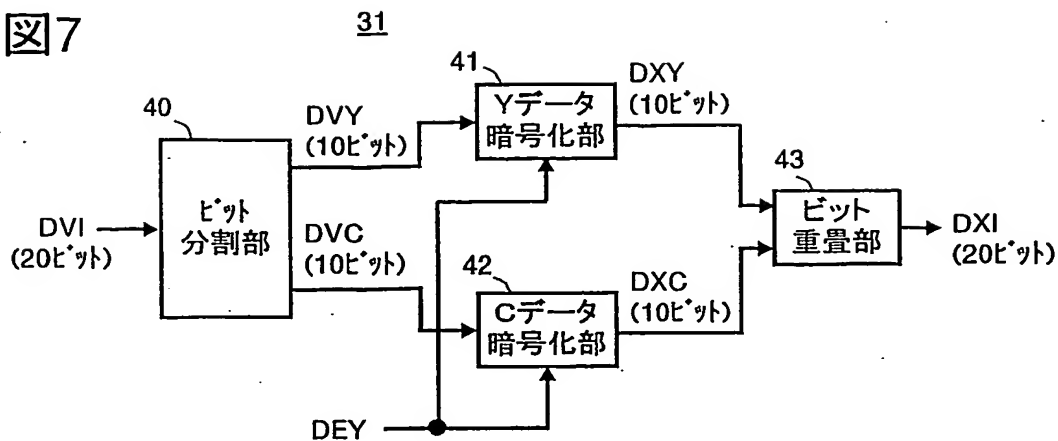 図7
31
40
ビット
分割部
DVI
(20ビット)
DVY
(10ビット)
DVC
(10ビット)
41
Yデータ
暗号化部
42
Cデータ
暗号化部
DEY
DXY
(10ビット)
DXC
(10ビット)
43
ビット
重畳部
DXI
(20ビット)